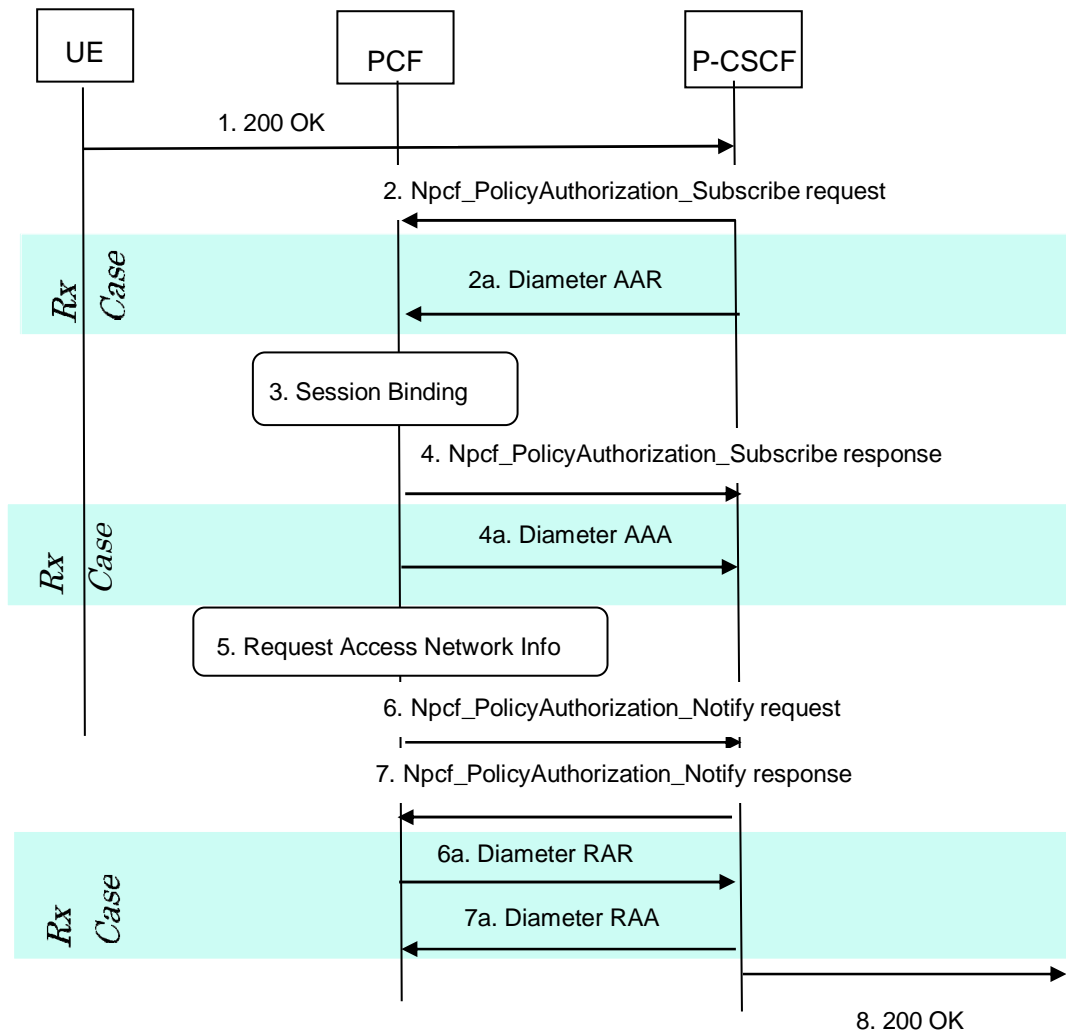 UE
PCF
P-CSCF
1. 200 OK
2. Npcf_PolicyAuthorization_Subscribe request
Rx
Case
2a. Diameter AAR
3. Session Binding
4. Npcf_PolicyAuthorization_Subscribe response
Rx
Case
4a. Diameter AAA
5. Request Access Network Info
6. Npcf_PolicyAuthorization_Notify request
7. Npcf_PolicyAuthorization_Notify response
Rx
Case
6a. Diameter RAR
7a. Diameter RAA
8. 200 OK